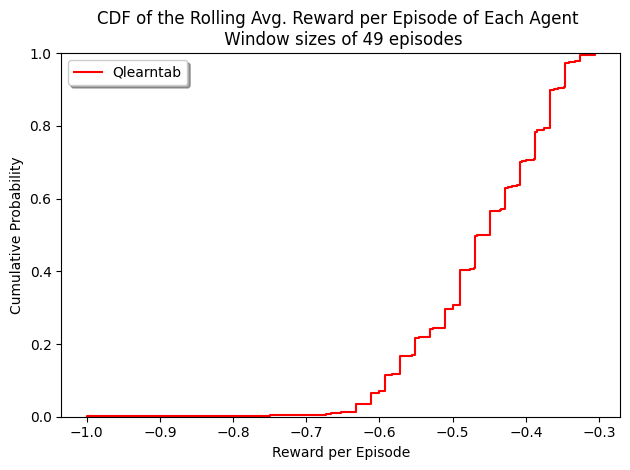 CDF of the Rolling Avg. Reward per Episode of Each Agent
Window sizes of 49 episodes
Qlearntab
Cumulative Probability
1.0
0.8
0.6
0.4
0.2
0.0
−1.0 −0.9 −0.8 −0.7 −0.6 −0.5 −0.4 −0.3
Reward per Episode